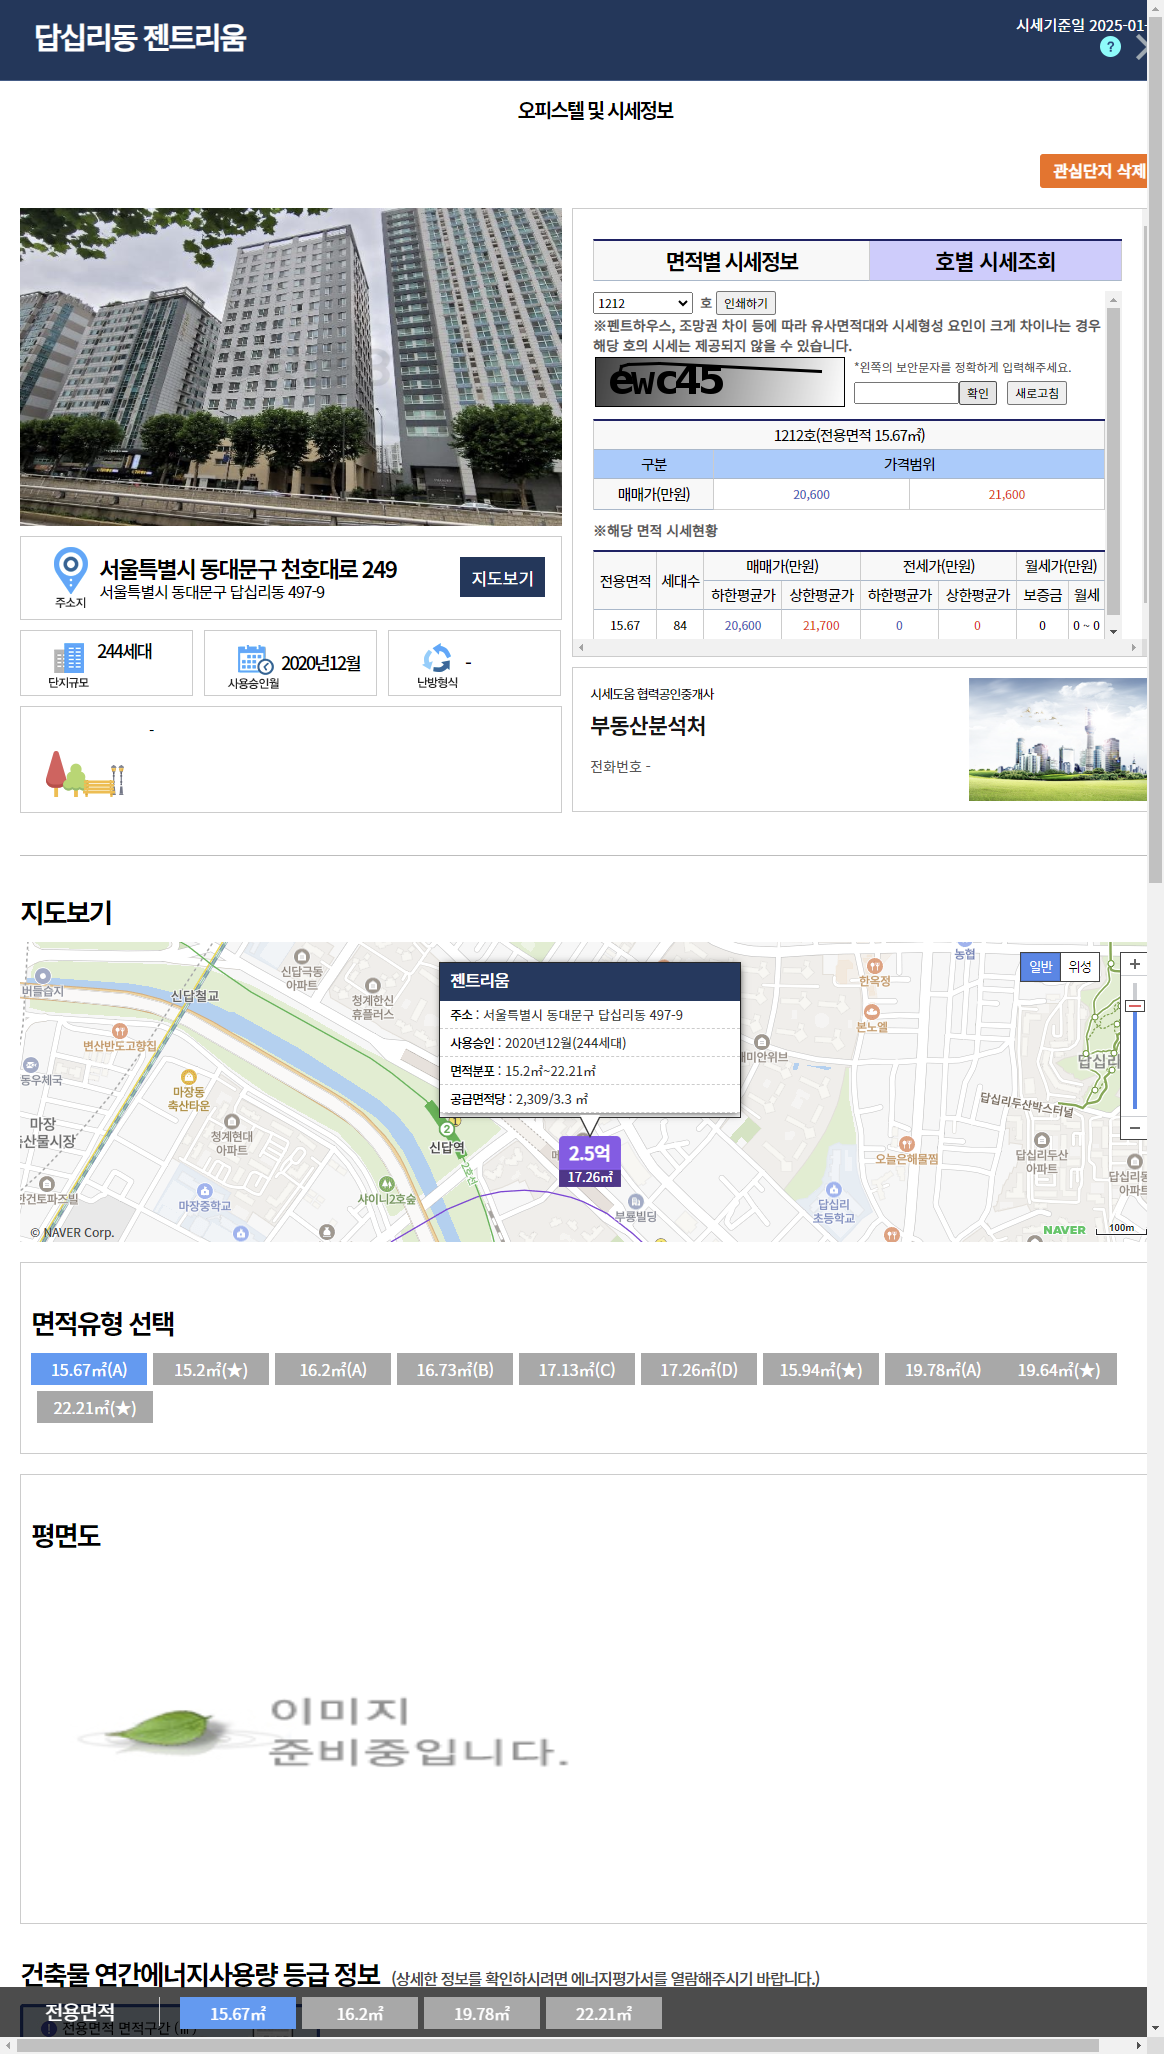 답십리동 젠트리움
시세기준일 2025-01-
?
오피스텔 및 시세정보
관심단지 삭제
면적별 시세정보 호별 시세조회
1212 호 인쇄하기
※펜트하우스, 조망권 차이 등에 따라 유사면적대와 시세형성 요인이 크게 차이나는 경우
해당 호의 시세는 제공되지 않을 수 있습니다.
ewc45
*왼쪽의 보안문자를 정확하게 입력해주세요.
확인 새로고침
1212호(전용면적 15.67㎡)
구분 가격범위
매매가(만원) 20,600 21,600
※해당 면적 시세현황
전용면적 세대수 매매가(만원) 전세가(만원) 월세가(만원)
하한평균가 상한평균가 하한평균가 상한평균가 보증금 월세
15.67 84 20,600 21,700 0 0 0 0 ~ 0
주소지
서울특별시 동대문구 천호대로 249
서울특별시 동대문구 답십리동 497-9
지도보기
단지규모 244세대
사용승인월 2020년12월
난방형식 -
-
시세도움 협력공인중개사
부동산분석처
전화번호 -
지도보기
버들습지
신답철교
신답극동
아파트
청계한신
휴플러스
변산반도고향집
동우체국
마장동
축산타운
마장
축산물시장
청계현대
아파트
마장중학교
샤이니2호숲
신답역
2
1
2호선
젠트리움
주소 : 서울특별시 동대문구 답십리동 497-9
사용승인 : 2020년12월(244세대)
면적분포 : 15.2㎡~22.21㎡
공급면적당 : 2,309/3.3 ㎡
2.5억
17.26㎡
부룡빌딩
래미안위브
농협
한옥정
본노엘
오늘은해물찜
답십리
초등학교
답십리두산박스터널
답십리두산
아파트
답십리
일반 위성
+
−
© NAVER Corp.
NAVER 100m
면적유형 선택
15.67㎡(A) 15.2㎡(★) 16.2㎡(A) 16.73㎡(B) 17.13㎡(C) 17.26㎡(D) 15.94㎡(★) 19.78㎡(A) 19.64㎡(★)
22.21㎡(★)
평면도
이미지
준비중입니다.
건축물 연간에너지사용량 등급 정보 (상세한 정보를 확인하시려면 에너지평가서를 열람해주시기 바랍니다.)
전용면적 15.67㎡ 16.2㎡ 19.78㎡ 22.21㎡
전용면적 면적구간 (㎡)